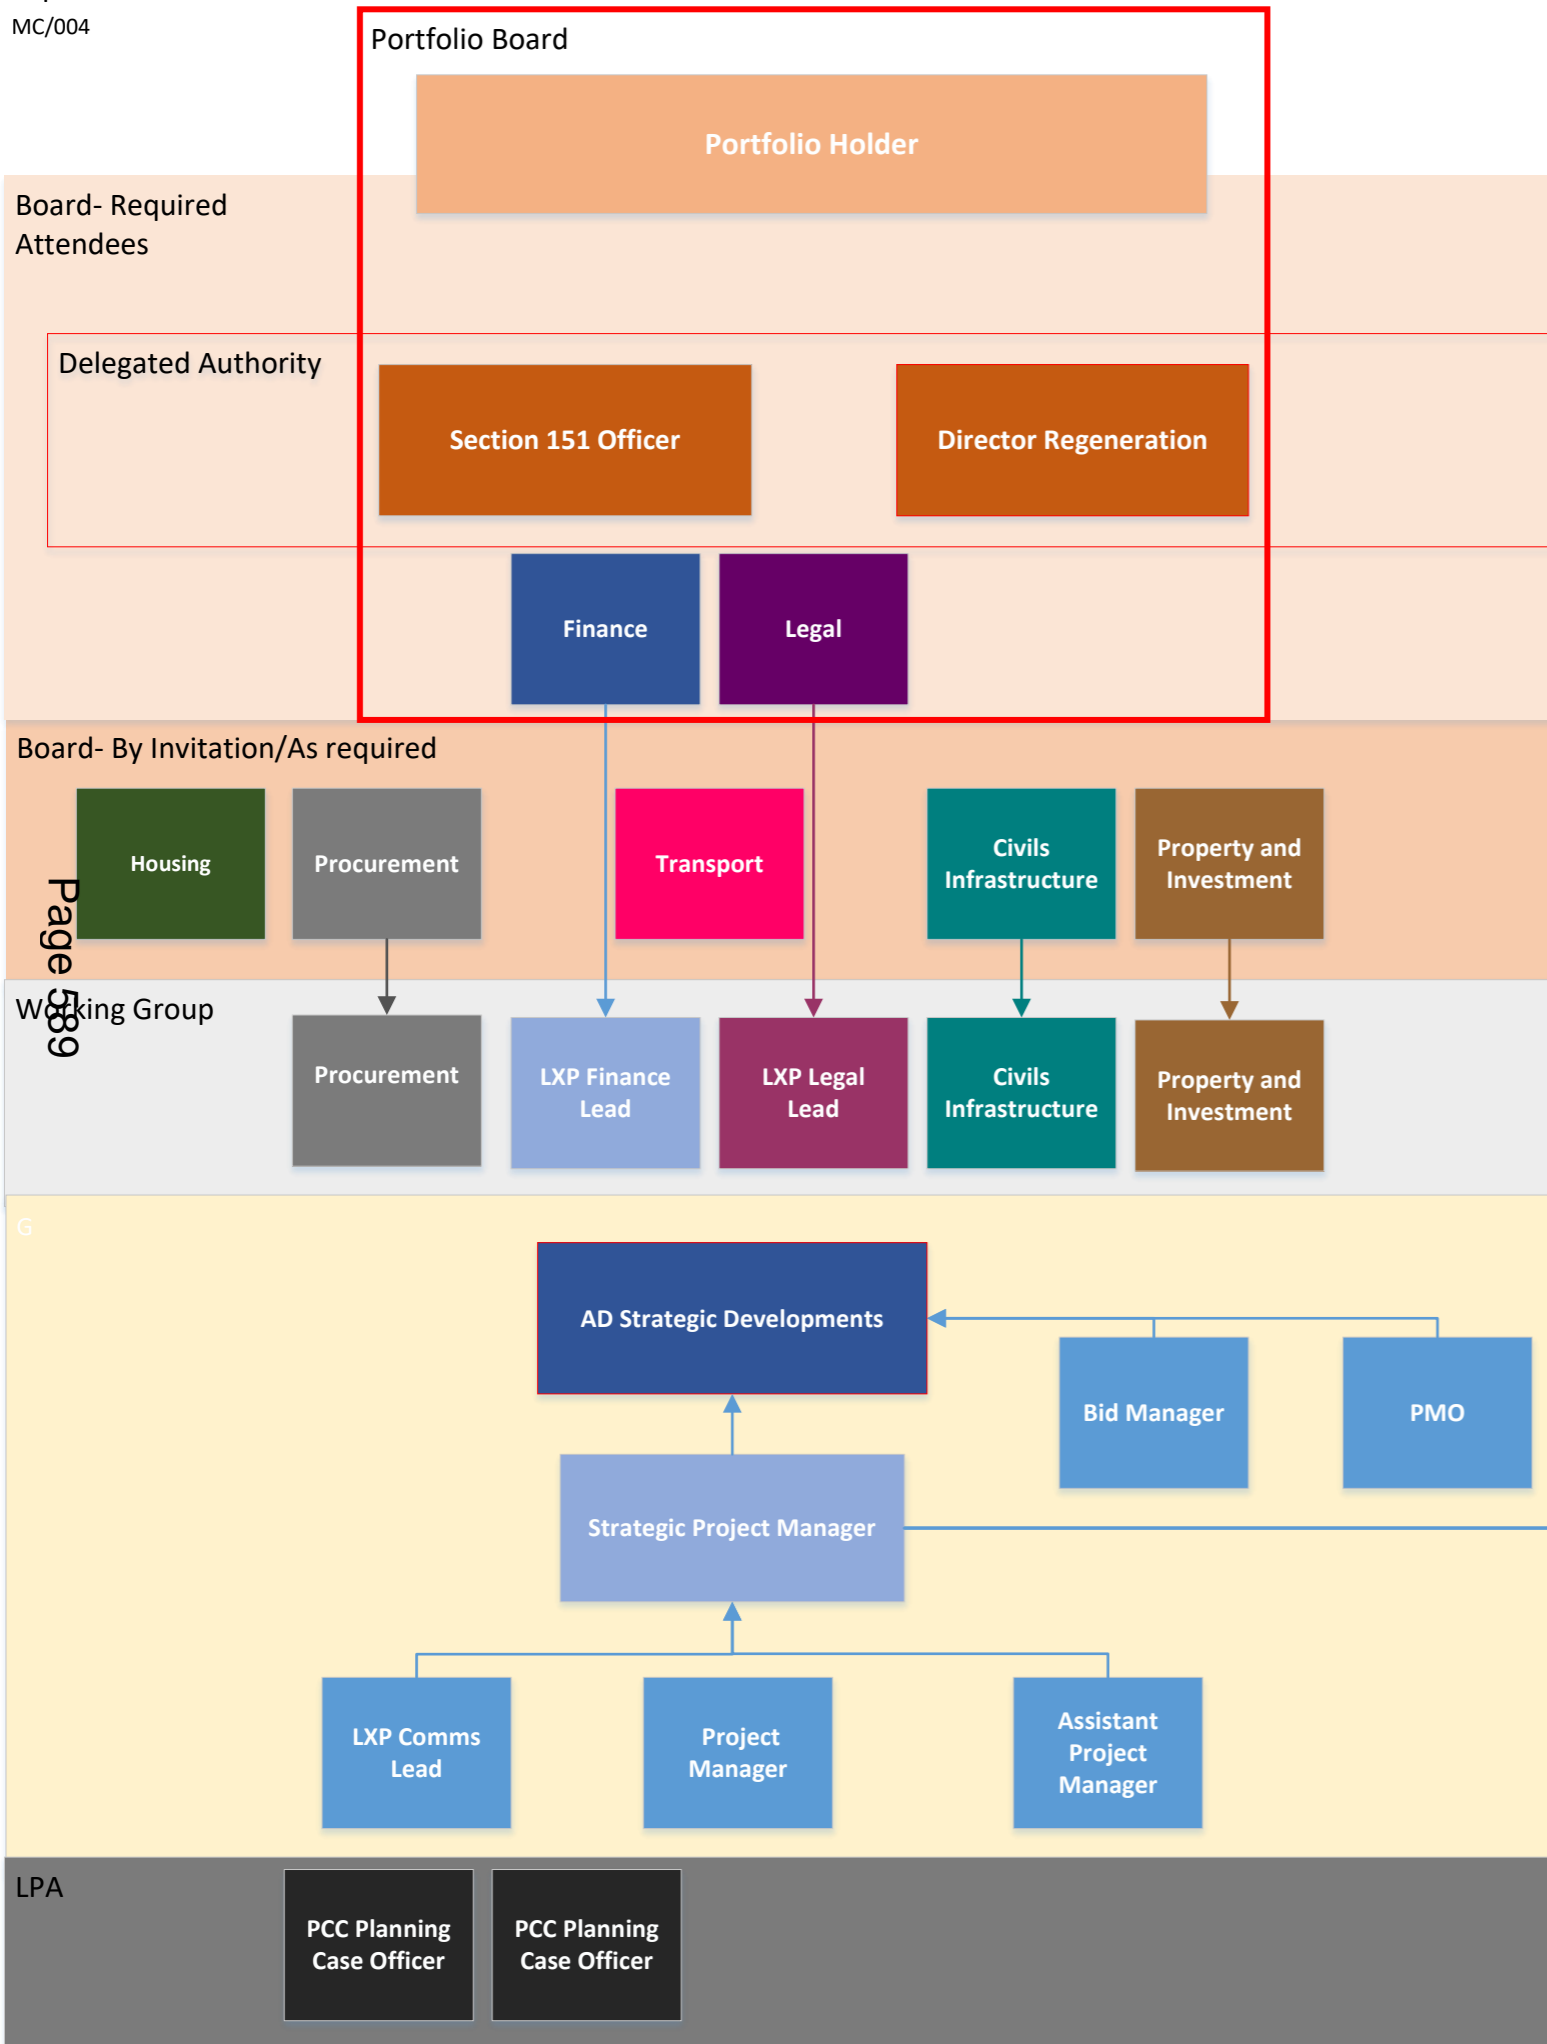 MC/004
Portfolio Board
Portfolio Holder
Board- Required
Attendees
Delegated Authority
Section 151 Officer
Director Regeneration
Finance
Legal
Board- By Invitation/As required
Housing
Procurement
Transport
Civils
Infrastructure
Property and
Investment
Page 589
Working Group
Procurement
LXP Finance
Lead
LXP Legal
Lead
Civils
Infrastructure
Property and
Investment
G
AD Strategic Developments
Bid Manager
PMO
Strategic Project Manager
LXP Comms
Lead
Project
Manager
Assistant
Project
Manager
LPA
PCC Planning
Case Officer
PCC Planning
Case Officer